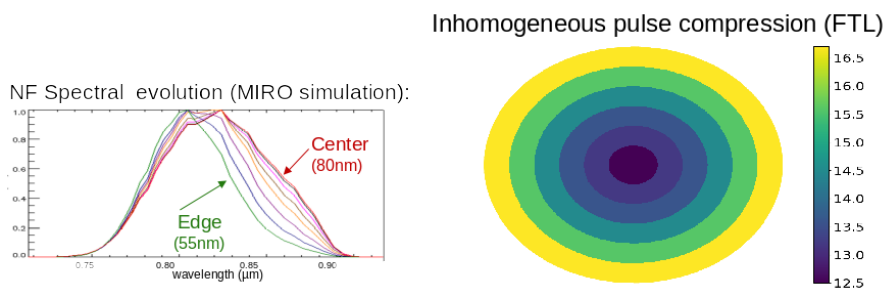 Inhomogeneous pulse compression (FTL)
NF Spectral evolution (MIRO simulation):
1.0
0.8
0.6
0.4
0.2
0.0
0.75
0.80
0.85
0.90
wavelength (µm)
Center
(80nm)
Edge
(55nm)
16.5
16.0
15.5
15.0
14.5
14.0
13.5
13.0
12.5